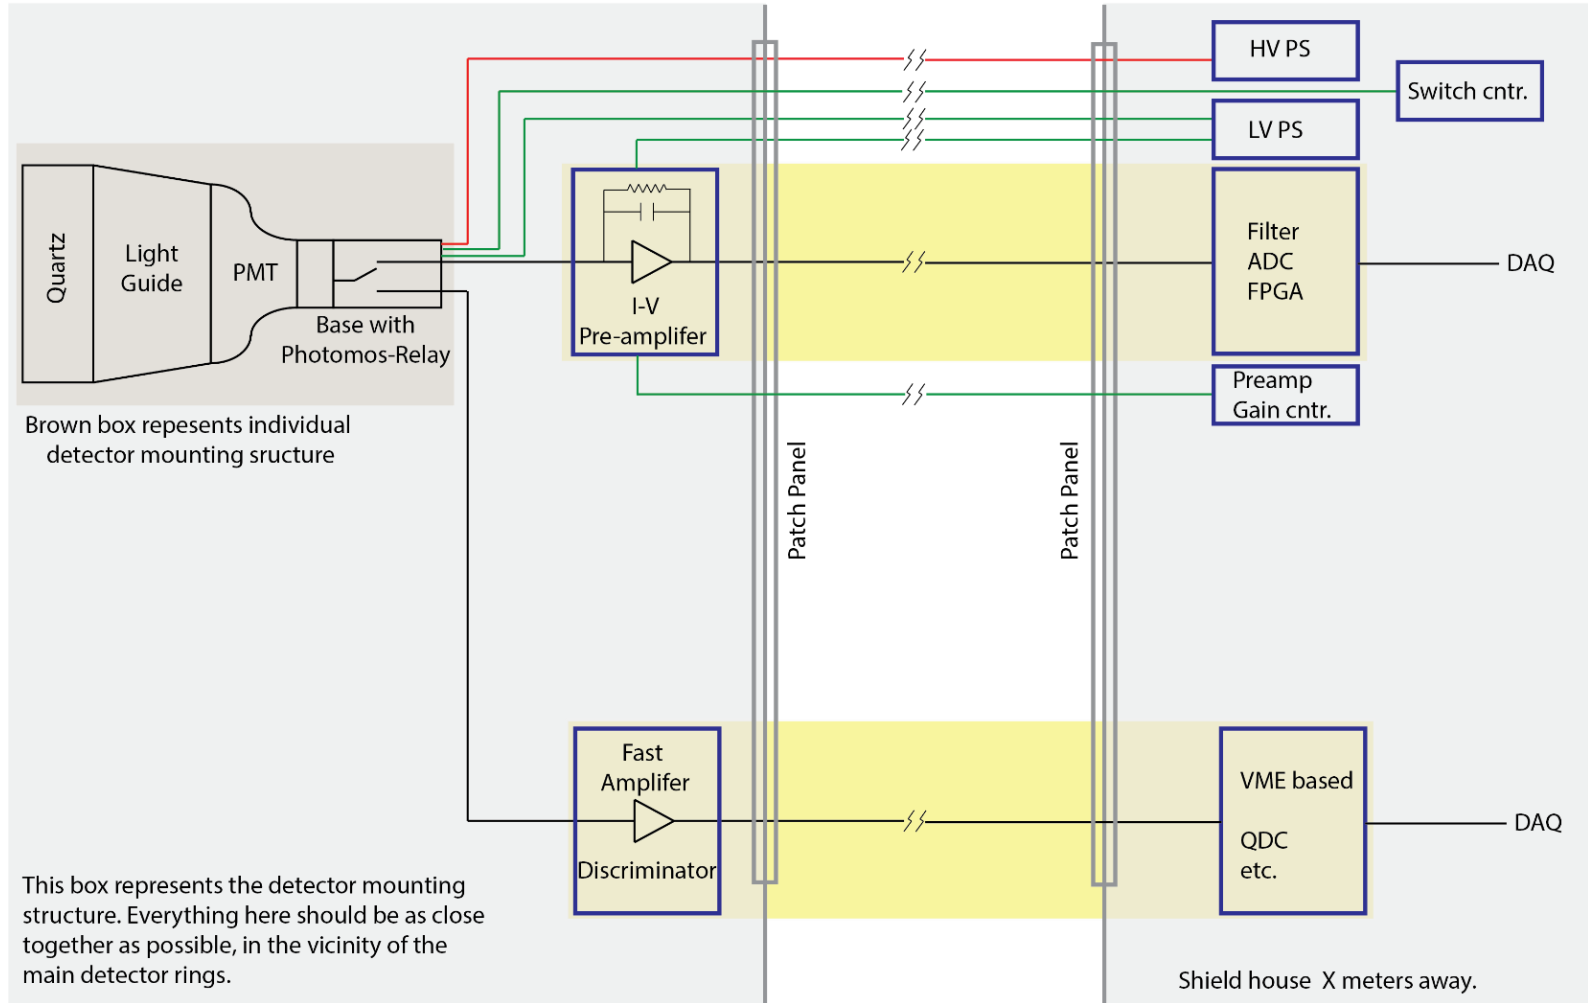 HV PS
Switch cntr.
LV PS
Quartz
Light
Guide
PMT
Base with
Photomos-Relay
I-V
Pre-amplifer
Filter
ADC
FPGA
DAQ
Preamp
Gain cntr.
Brown box repesents individual
detector mounting sructure
Patch Panel
Patch Panel
Fast
Amplifer
Discriminator
VME based
QDC
etc.
DAQ
This box represents the detector mounting
structure. Everything here should be as close
together as possible, in the vicinity of the
main detector rings.
Shield house X meters away.